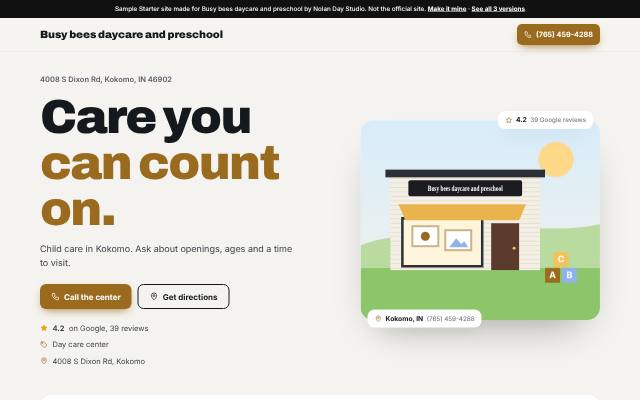 Sample Starter site made for Busy bees daycare and preschool by Nolan Day Studio. Not the official site. Make it mine · See all 3 versions
Busy bees daycare and preschool
(765) 459-4288
4008 S Dixon Rd, Kokomo, IN 46902
Care you
can count
on.
Child care in Kokomo. Ask about openings, ages and a time
to visit.
Call the center
Get directions
4.2 on Google, 39 reviews
Day care center
4008 S Dixon Rd, Kokomo
4.2 39 Google reviews
Busy bees daycare and preschool
C
A B
Kokomo, IN (765) 459-4288